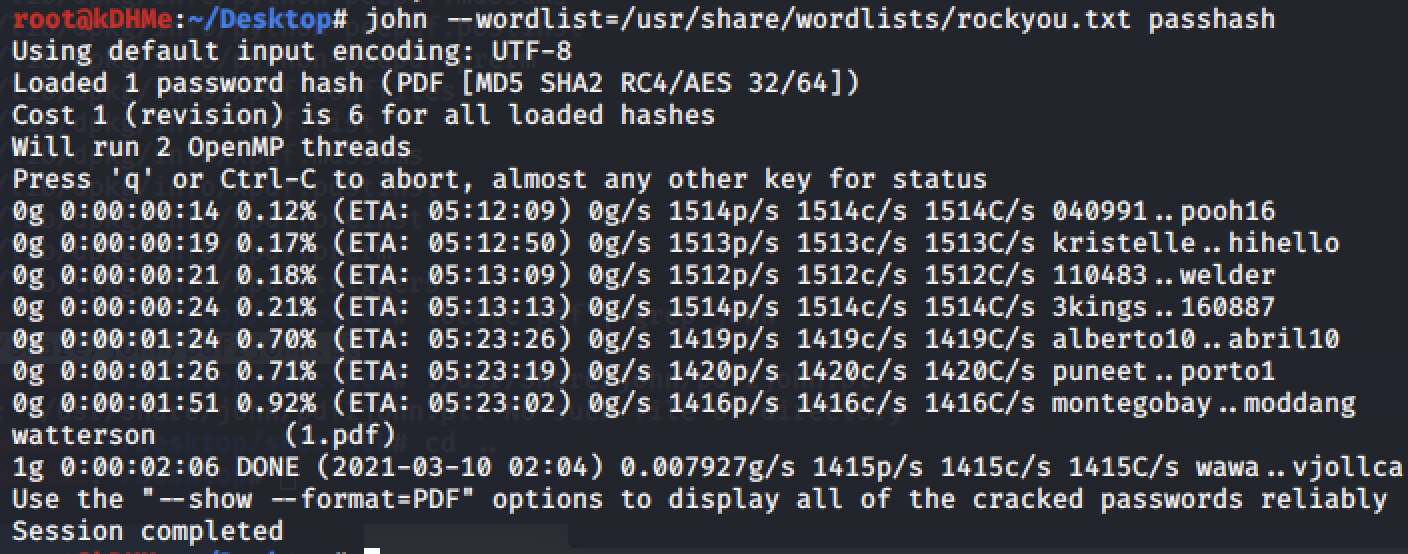 root@kDHMe:~/Desktop# john --wordlist=/usr/share/wordlists/rockyou.txt passhash
Using default input encoding: UTF-8
Loaded 1 password hash (PDF [MD5 SHA2 RC4/AES 32/64])
Cost 1 (revision) is 6 for all loaded hashes
Will run 2 OpenMP threads
Press 'q' or Ctrl-C to abort, almost any other key for status
0g 0:00:00:14 0.12% (ETA: 05:12:09) 0g/s 1514p/s 1514c/s 1514C/s 040991..pooh16
0g 0:00:00:19 0.17% (ETA: 05:12:50) 0g/s 1513p/s 1513c/s 1513C/s kristelle..hihello
0g 0:00:00:21 0.18% (ETA: 05:13:09) 0g/s 1512p/s 1512c/s 1512C/s 110483..welder
0g 0:00:00:24 0.21% (ETA: 05:13:13) 0g/s 1514p/s 1514c/s 1514C/s 3kings..160887
0g 0:00:01:24 0.70% (ETA: 05:23:26) 0g/s 1419p/s 1419c/s 1419C/s alberto10..abril10
0g 0:00:01:26 0.71% (ETA: 05:23:19) 0g/s 1420p/s 1420c/s 1420C/s puneet..porto1
0g 0:00:01:51 0.92% (ETA: 05:23:02) 0g/s 1416p/s 1416c/s 1416C/s montegobay..moddang
watterson        (1.pdf)
1g 0:00:02:06 DONE (2021-03-10 02:04) 0.007927g/s 1415p/s 1415c/s 1415C/s wawa..vjollca
Use the "--show --format=PDF" options to display all of the cracked passwords reliably
Session completed